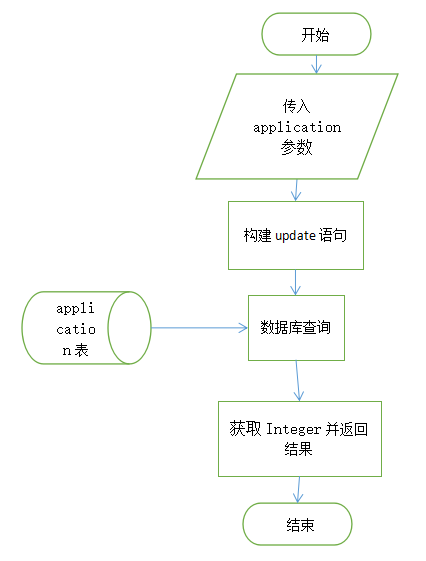 开始
传入
application
参数
构建 update 语句
appli
catio
n 表
数据库查询
获取 Integer 并返回
结果
结束